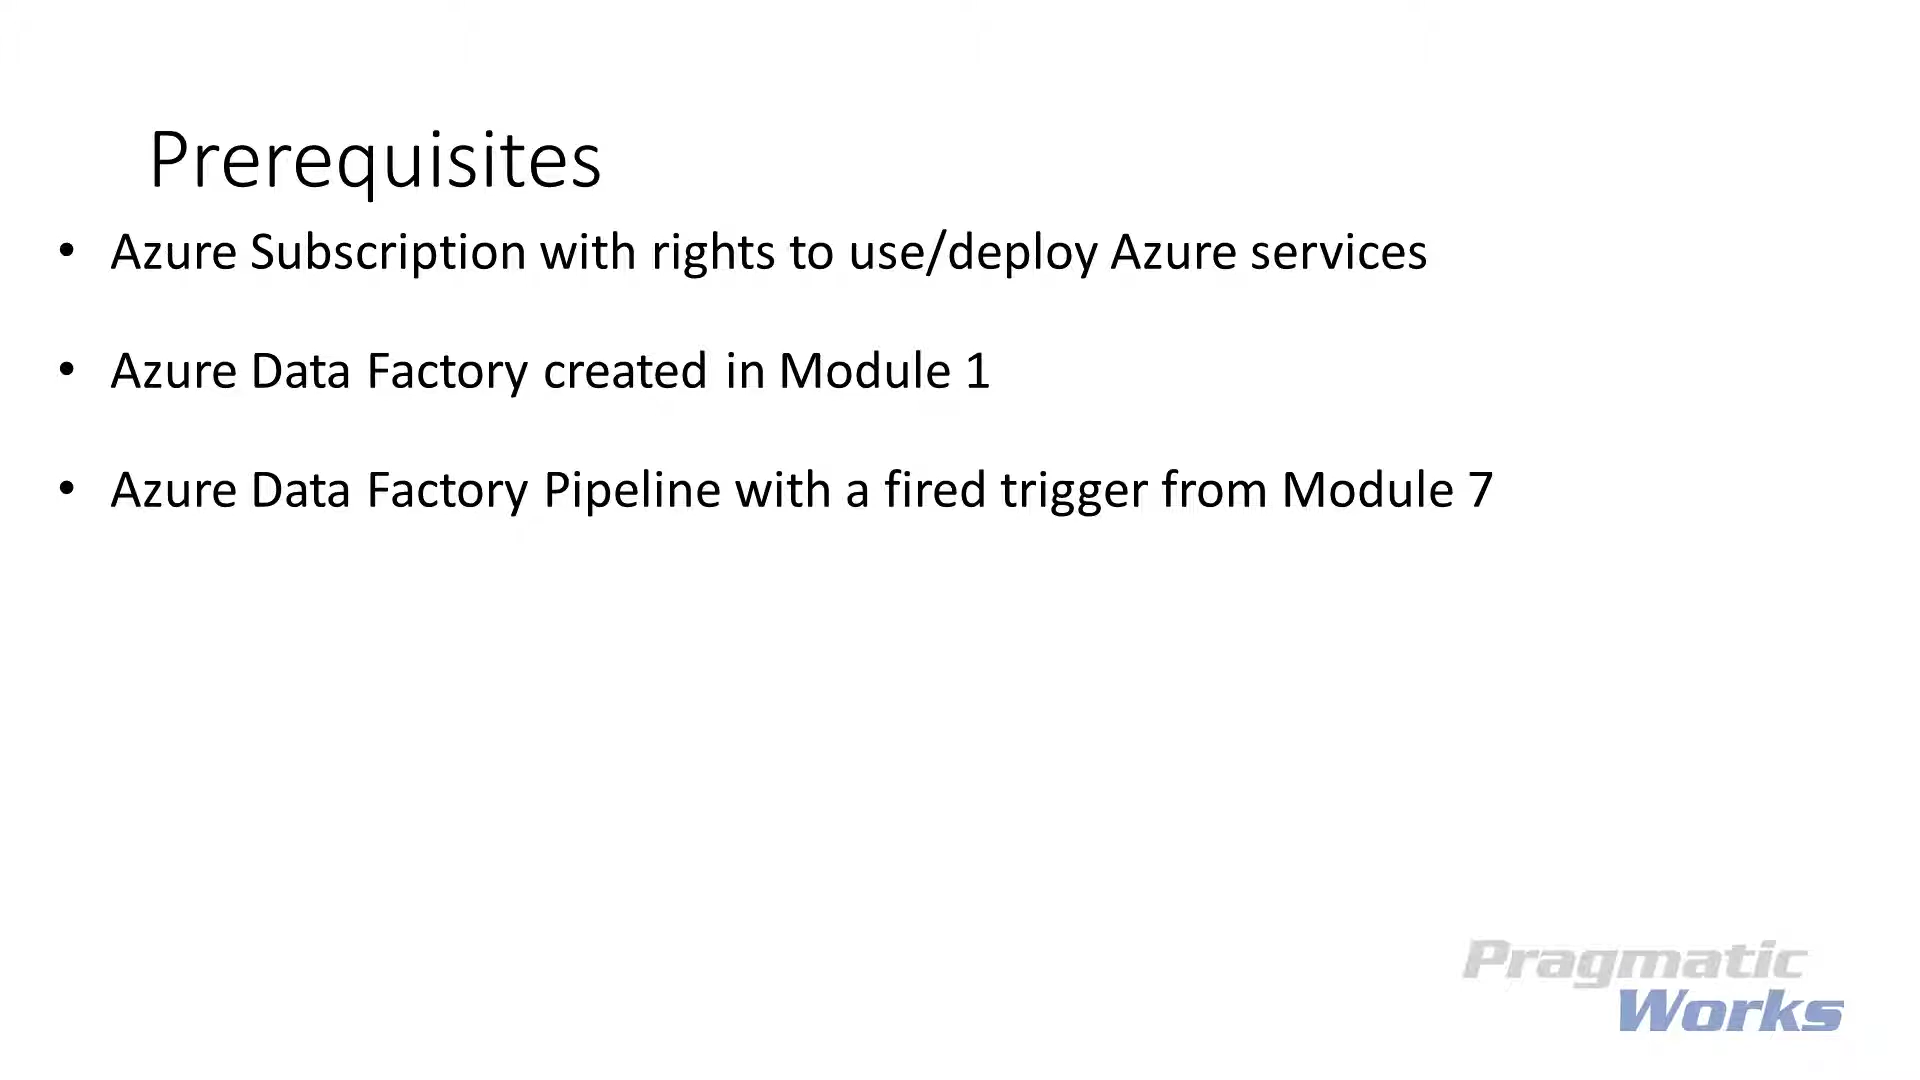 Prerequisites
• Azure Subscription with rights to use/deploy Azure services
• Azure Data Factory created in Module 1
• Azure Data Factory Pipeline with a fired trigger from Module 7
Pragmatic
Works